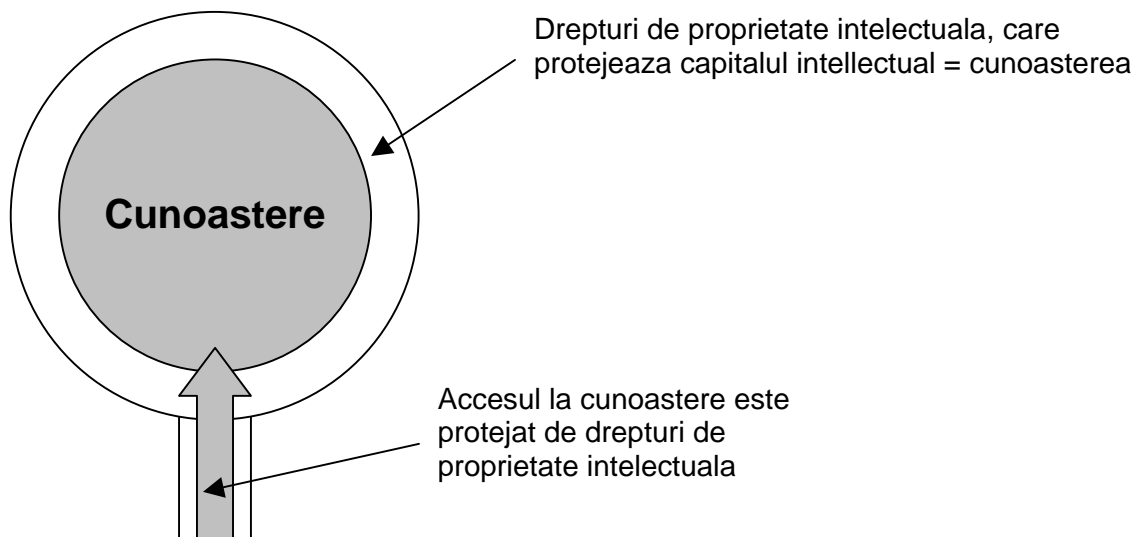 Drepturi de proprietate intelectuala, care
protejeaza capitalul intellectual = cunoasterea
Cunoastere
Accesul la cunoastere este
protejat de drepturi de
proprietate intelectuala